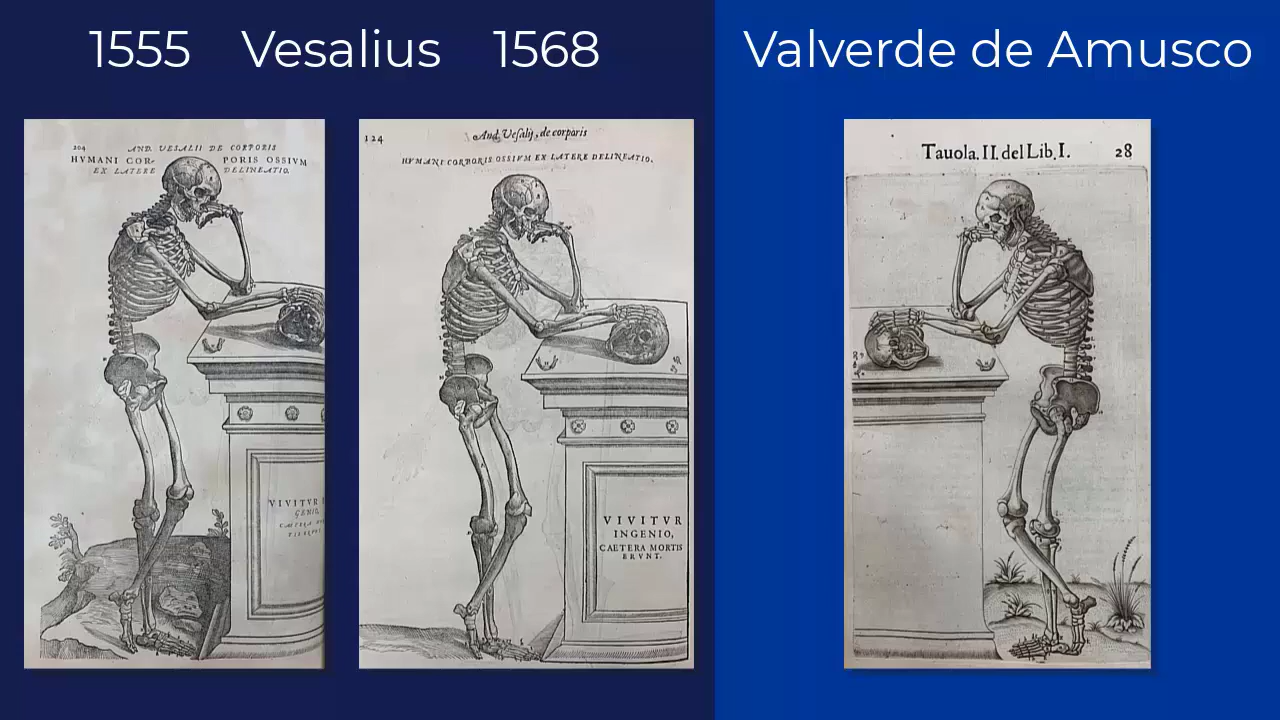 1555 Vesalius 1568
Valverde de Amusco
204
AND. VESALII DE CORPORIS
HVMANI COR- PORIS OSSIVM
EX LATERE DELINEATIO.
VIVITVR
GENIO,
124
And. Vesalij, de corporis
HVMANI CORPORIS OSSIVM EX LATERE DELINEATIO.
VIVITVR
INGENIO,
CAETERA MORTIS
ERVNT.
Tauola. II. del Lib. I. 28